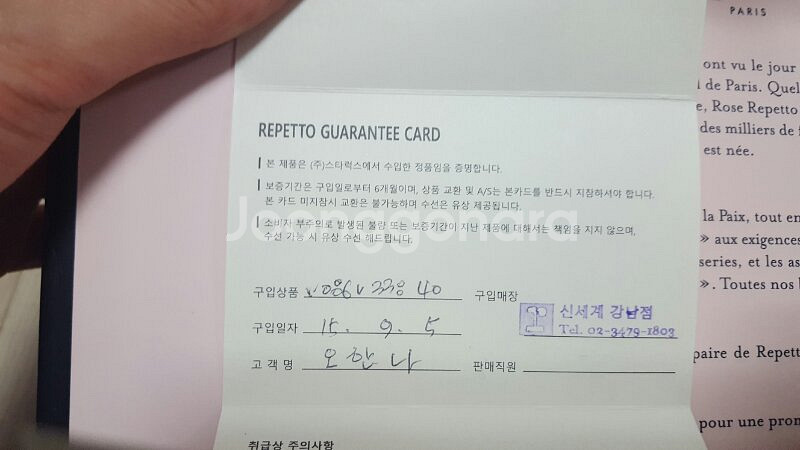 PARIS
ont vu le jour
l de Paris. Quel
e, Rose Repetto
des milliers de f
est née.
REPETTO GUARANTEE CARD
본 제품은 (주)스타럭스에서 수입한 정품임을 증명합니다.
보증기간은 구입일로부터 6개월이며, 상품 교환 및 A/S는 본카드를 반드시 지참하셔야 합니다.
본 카드 미지참시 교환은 불가능하며 수선은 유상 제공됩니다.
소비자 부주의로 발생된 불량 또는 보증기간이 지난 제품에 대해서는 책임을 지지 않으며,
수선 가능 시 유상 수선 해드립니다.
Joonggonara
la Paix, tout en
» aux exigences
series, et les as
». Toutes nos
구입상품 V086V 40 구입매장
신세계 강남점
Tel. 02-3479-1803
구입일자 15. 9. 5
고 객 명 오한나 판매직원
paire de Repett
pour une pron
취급상 주의사항